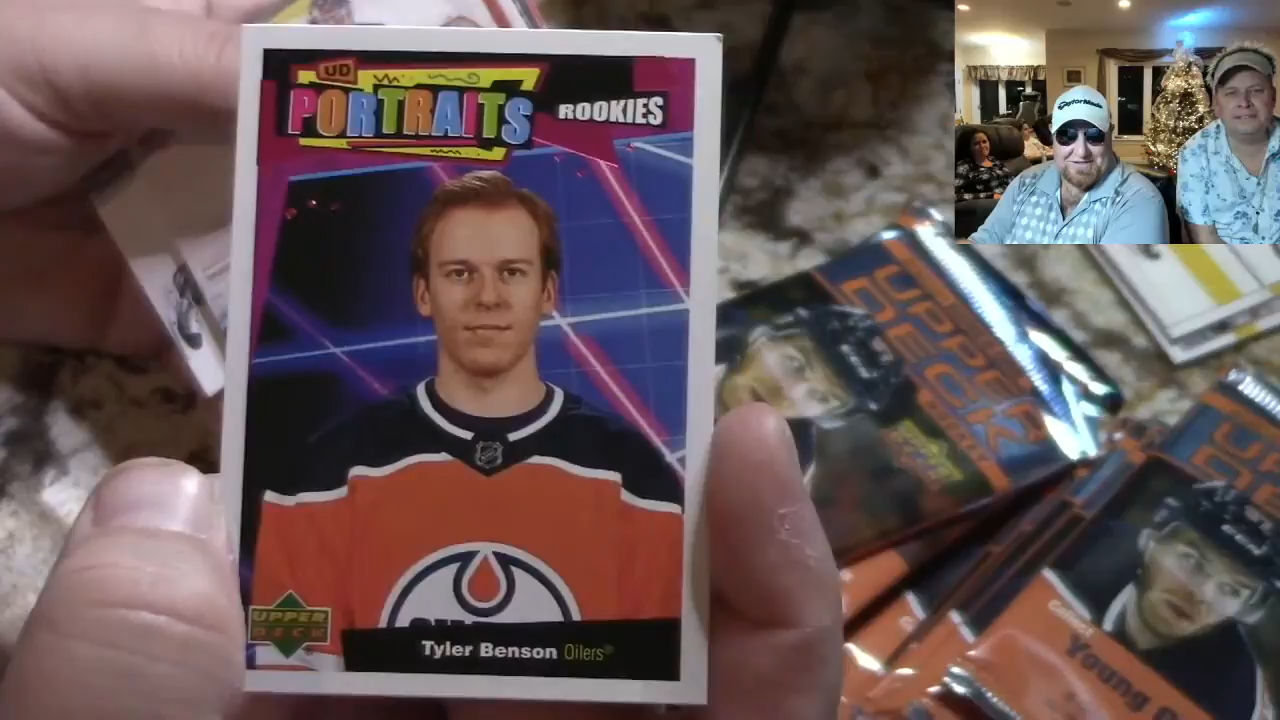 UD
PORTRAITS
ROOKIES
UPPER
DECK
Tyler Benson Oilers®
TaylorMade
UPPER
DECK
Young